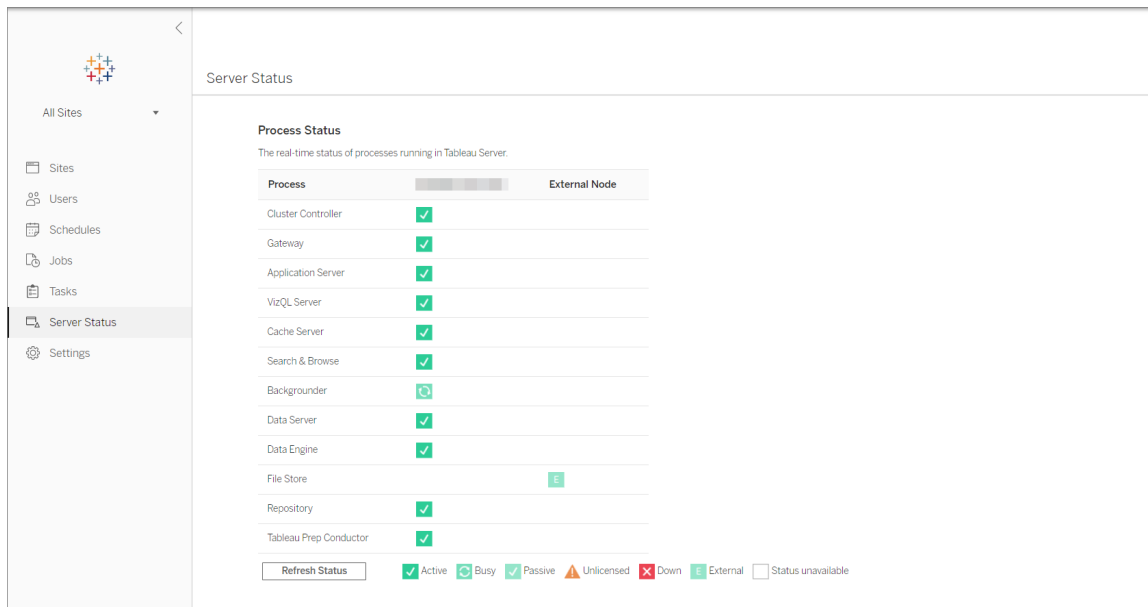 Server Status
All Sites
Sites
Users
Schedules
Jobs
Tasks
Server Status
Settings
Process Status
The real-time status of processes running in Tableau Server.
Process External Node
Cluster Controller
Gateway
Application Server
VizQL Server
Cache Server
Search & Browse
Backgrounder
Data Server
Data Engine
File Store E
Repository
Tableau Prep Conductor
Refresh Status Active Busy Passive Unlicensed Down E External Status unavailable